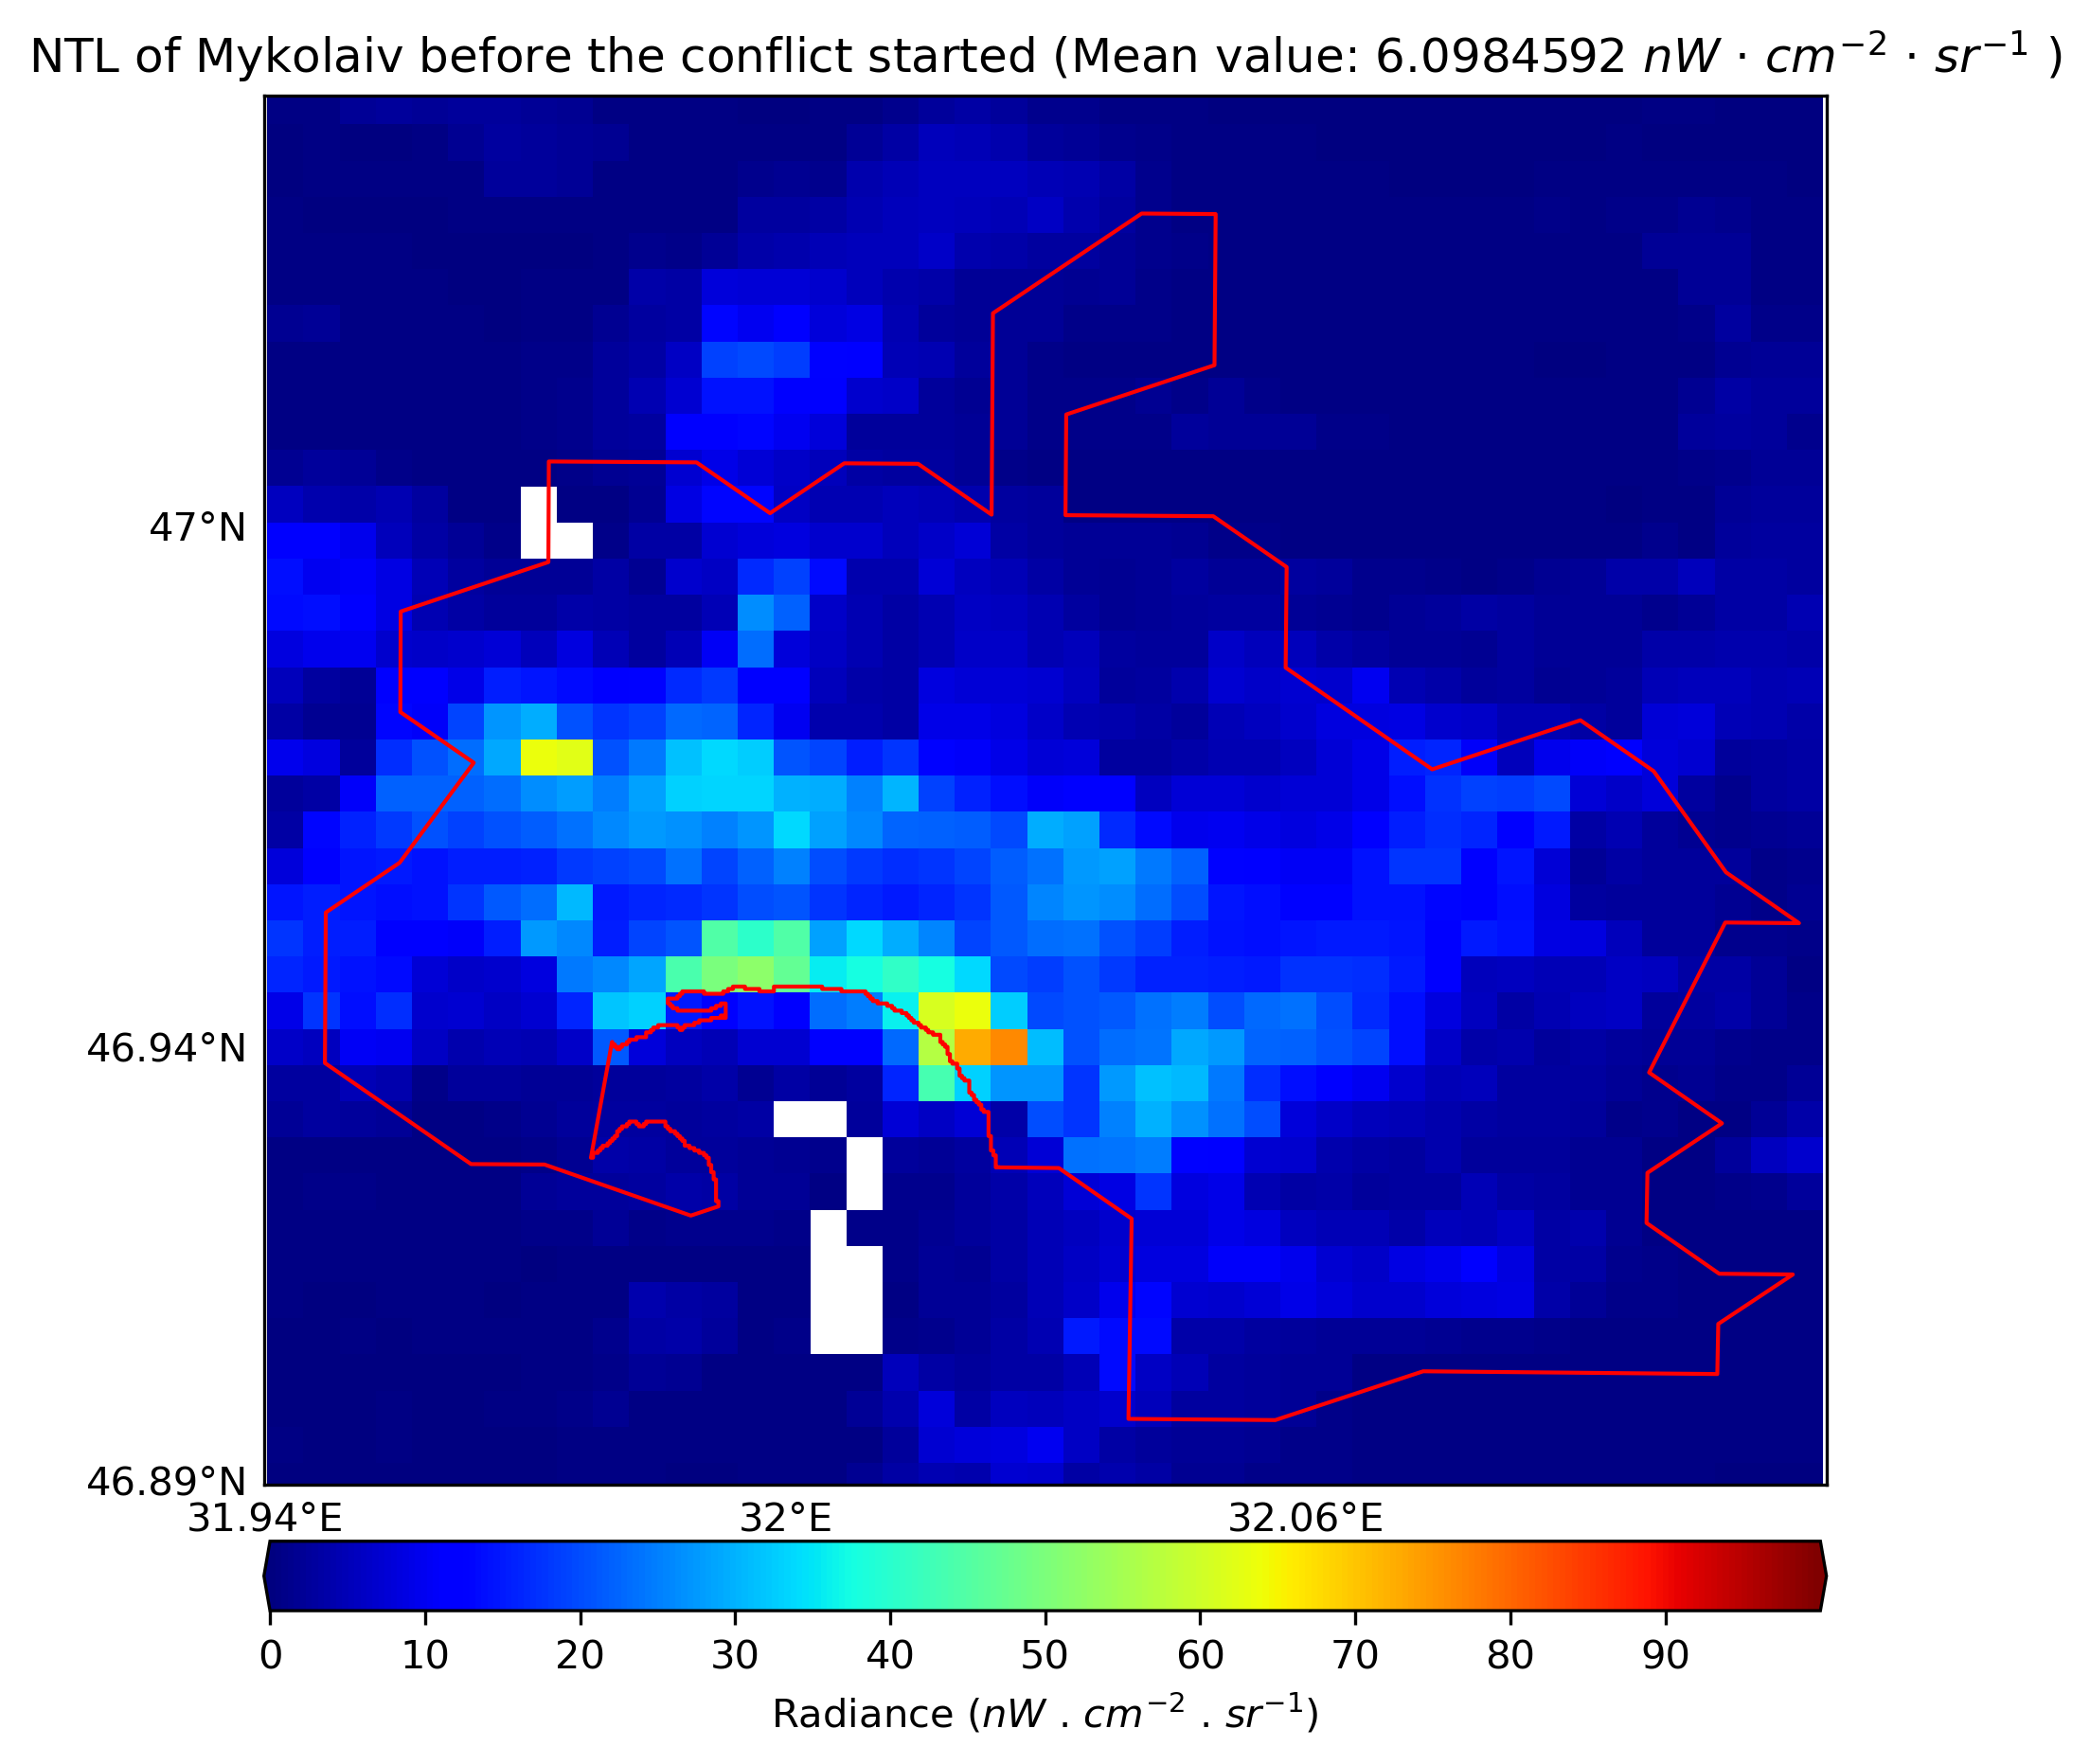 NTL of Mykolaiv before the conflict started (Mean value: 6.0984592 nW · cm⁻² · sr⁻¹ )
47°N
46.94°N
46.89°N
31.94°E 32°E 32.06°E
0 10 20 30 40 50 60 70 80 90
Radiance (nW . cm⁻² . sr⁻¹)